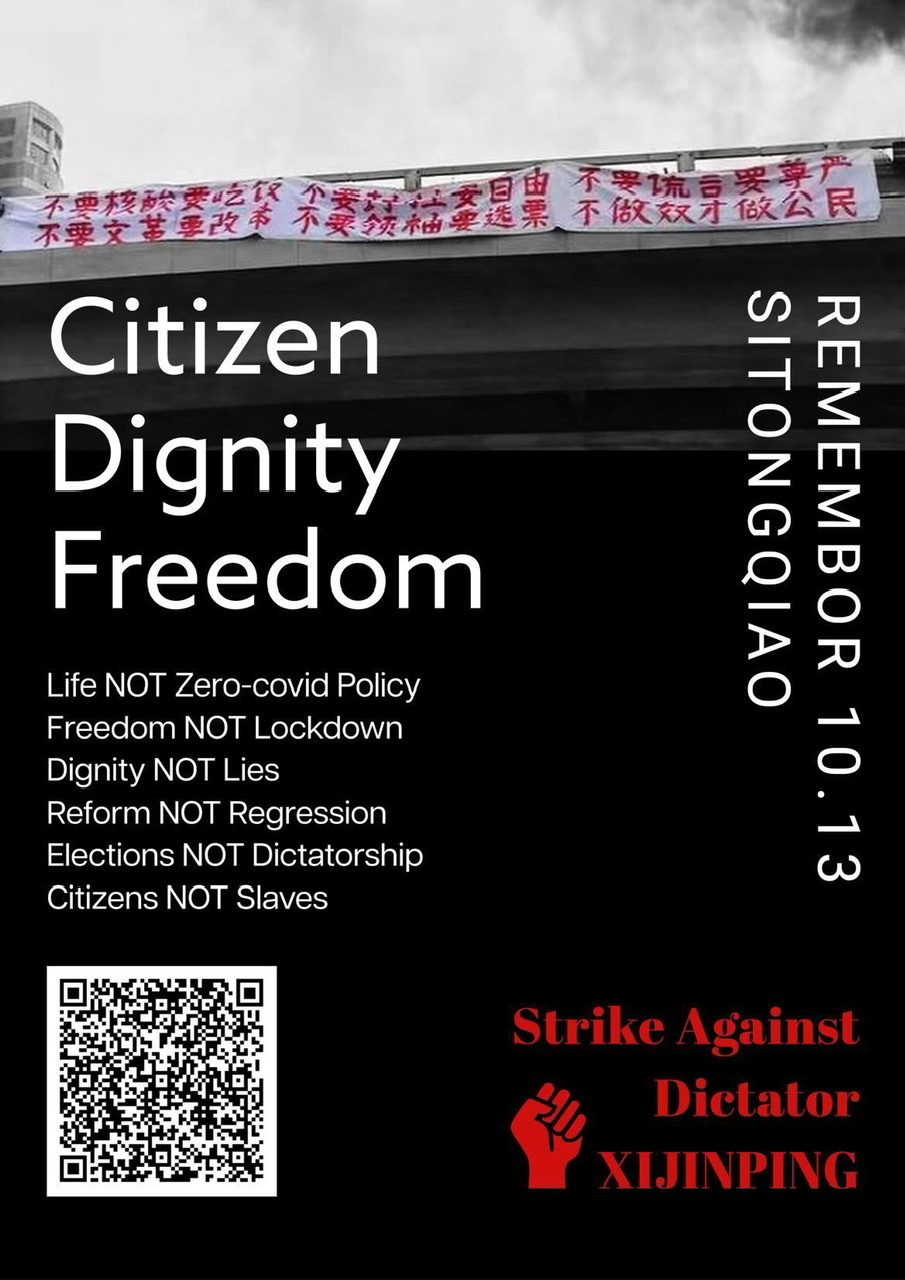 不要核酸要吃饭 不要 要自由 不要谎言要尊严
不要文革要改革 不要领袖要选票 不做奴才做公民
Citizen
Dignity
Freedom
REMEMBOR 10.13
SITONGQIAO
Life NOT Zero-covid Policy
Freedom NOT Lockdown
Dignity NOT Lies
Reform NOT Regression
Elections NOT Dictatorship
Citizens NOT Slaves
Strike Against
Dictator
XIJINPING